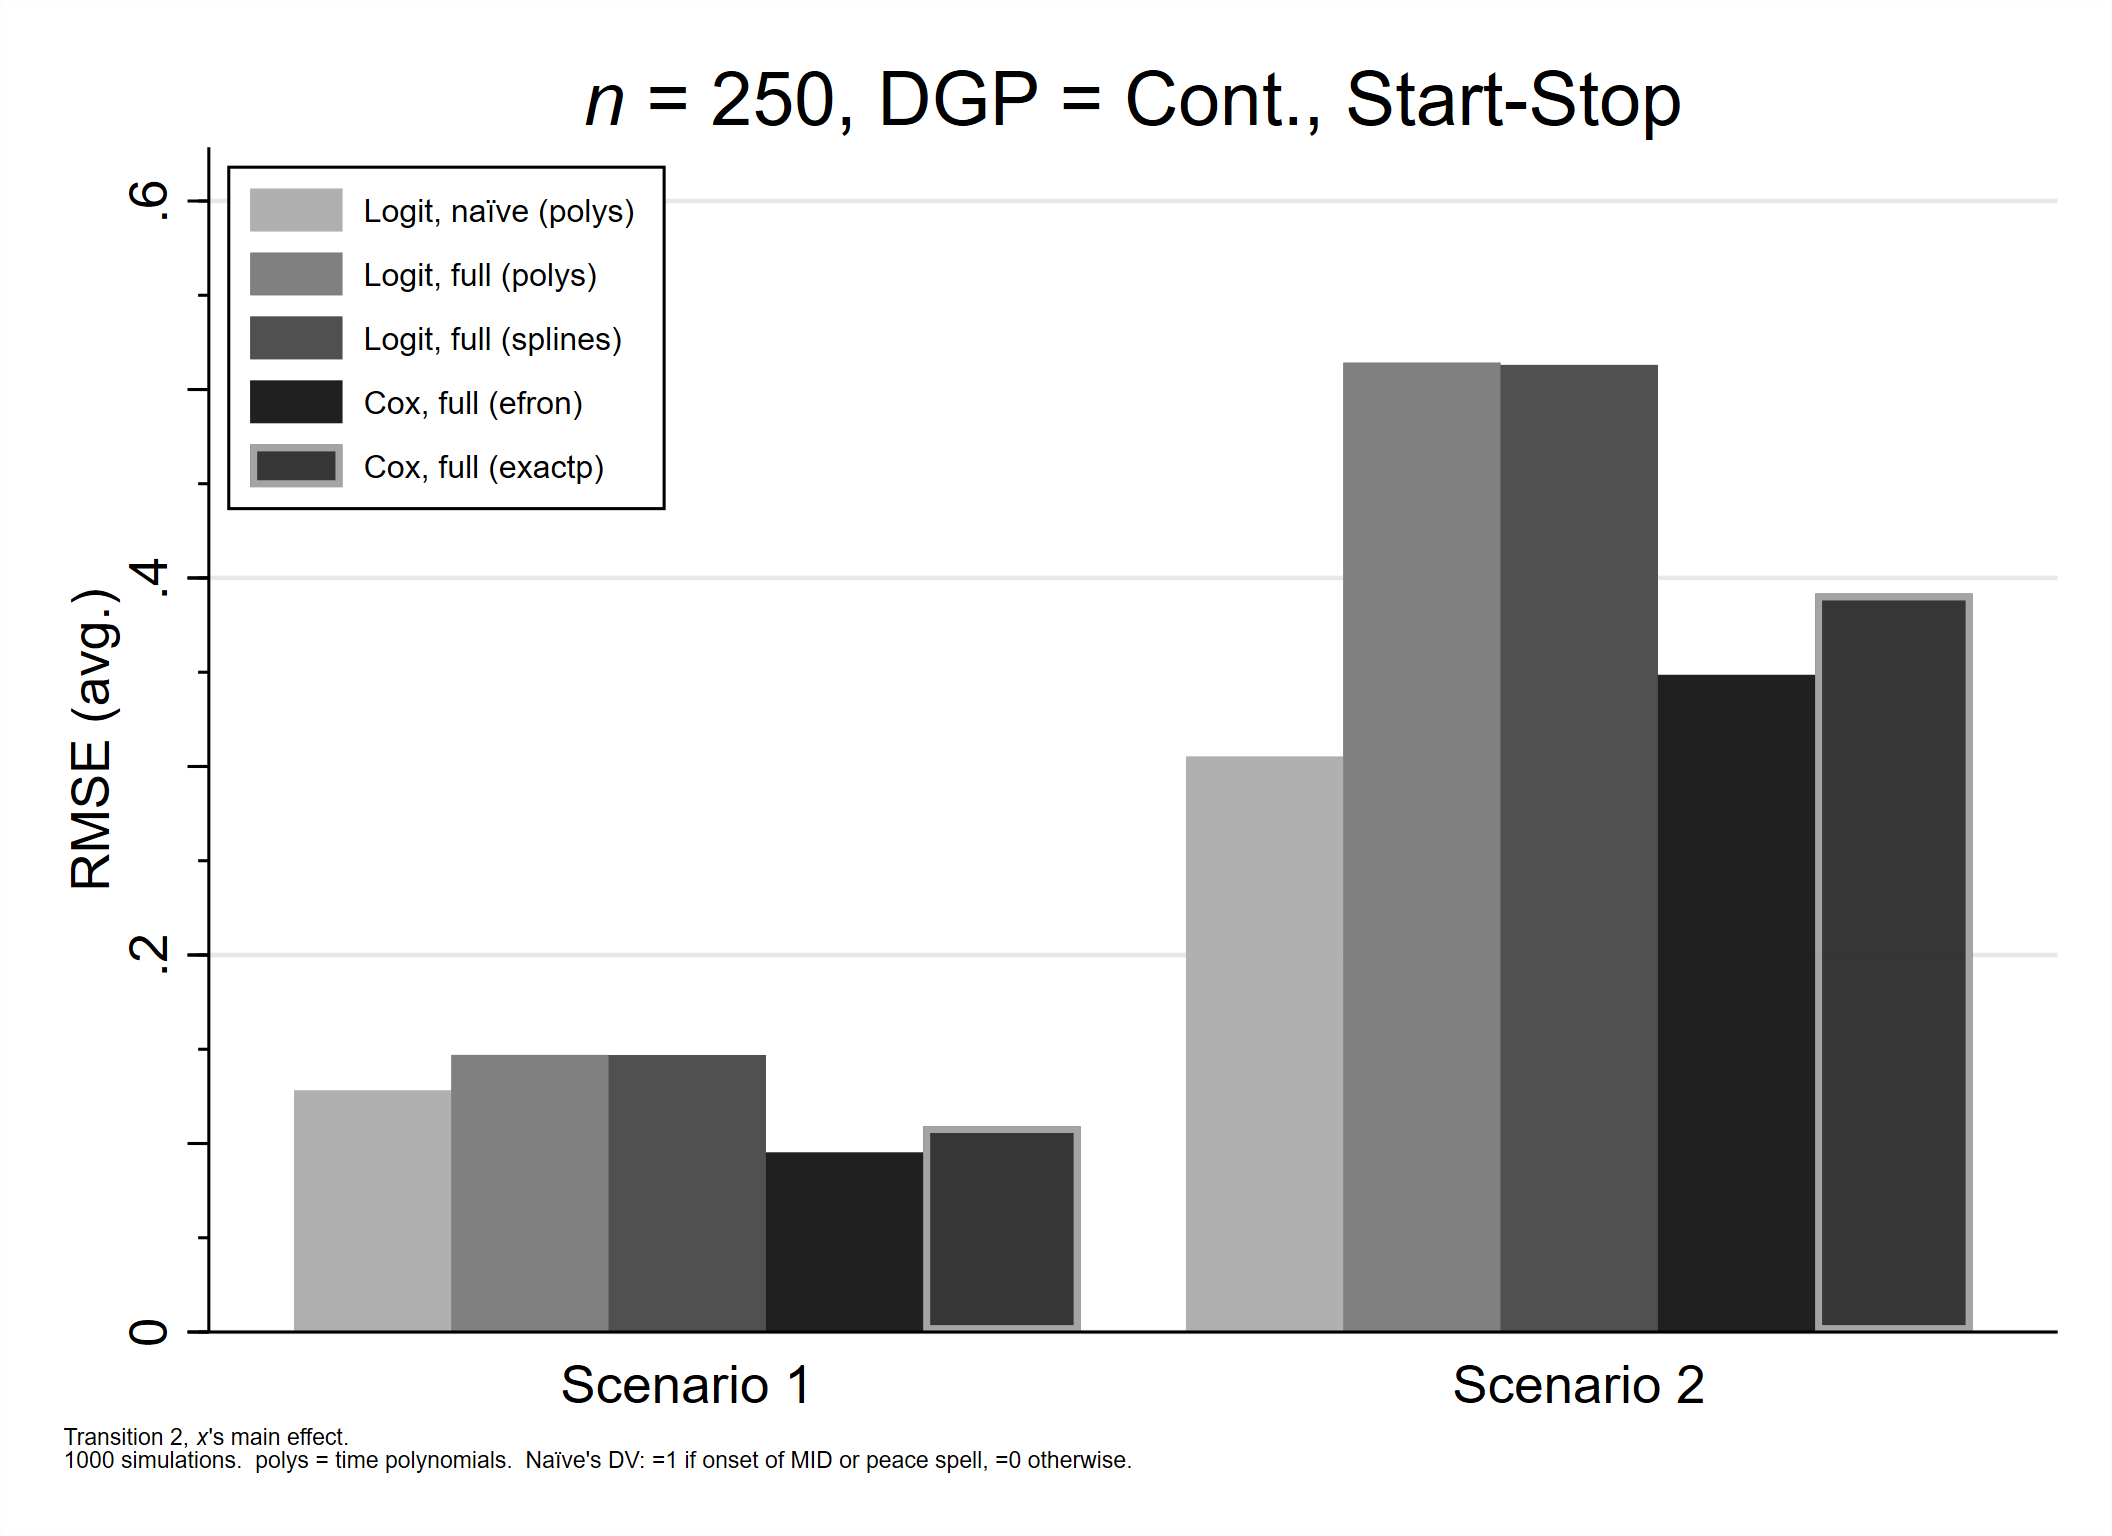 n = 250, DGP = Cont., Start-Stop
Logit, naïve (polys)
Logit, full (polys)
Logit, full (splines)
Cox, full (efron)
Cox, full (exactp)
RMSE (avg.)
.6
.4
.2
0
Scenario 1
Scenario 2
Transition 2, x's main effect.
1000 simulations.  polys = time polynomials.  Naïve's DV: =1 if onset of MID or peace spell, =0 otherwise.